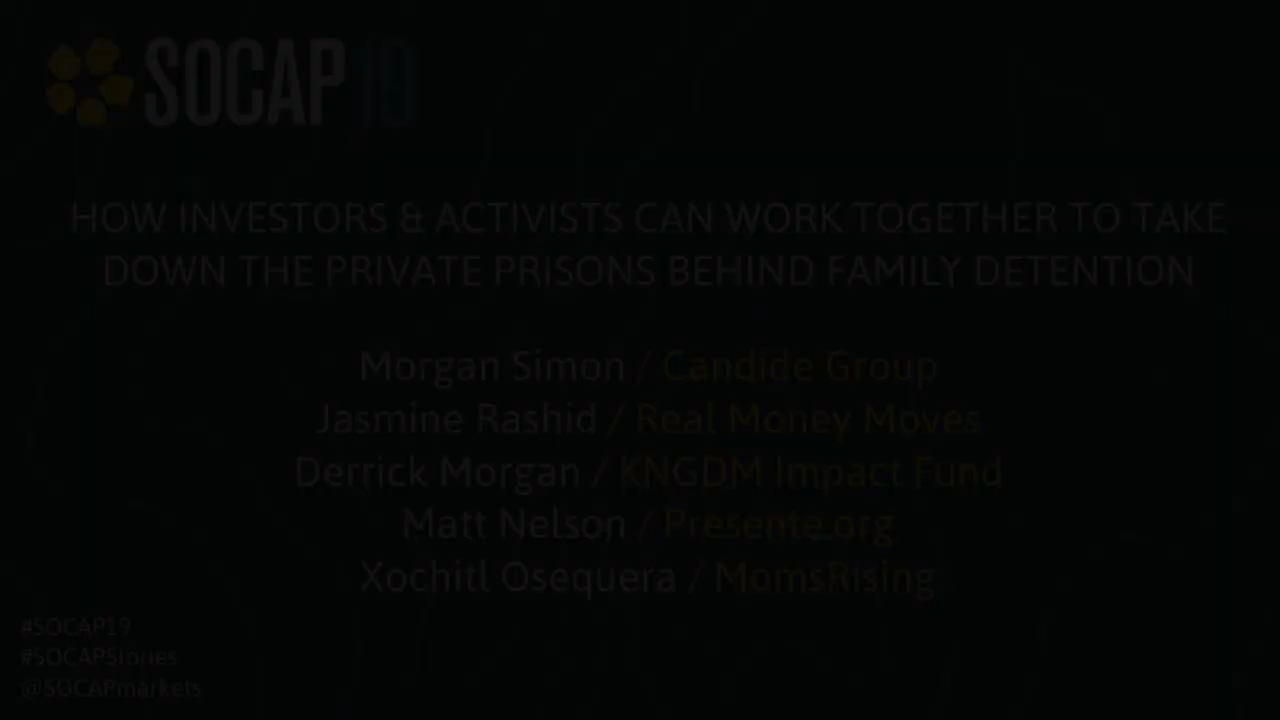 SOCAP 19
HOW INVESTORS & ACTIVISTS CAN WORK TOGETHER TO TAKE
DOWN THE PRIVATE PRISONS BEHIND FAMILY DETENTION
Morgan Simon / Candide Group
Jasmine Rashid / Real Money Moves
Derrick Morgan / KNGDM Impact Fund
Matt Nelson / Presente.org
Xochitl Osequera / MomsRising
#SOCAP19
#SOCAPStories
@SOCAPmarkets